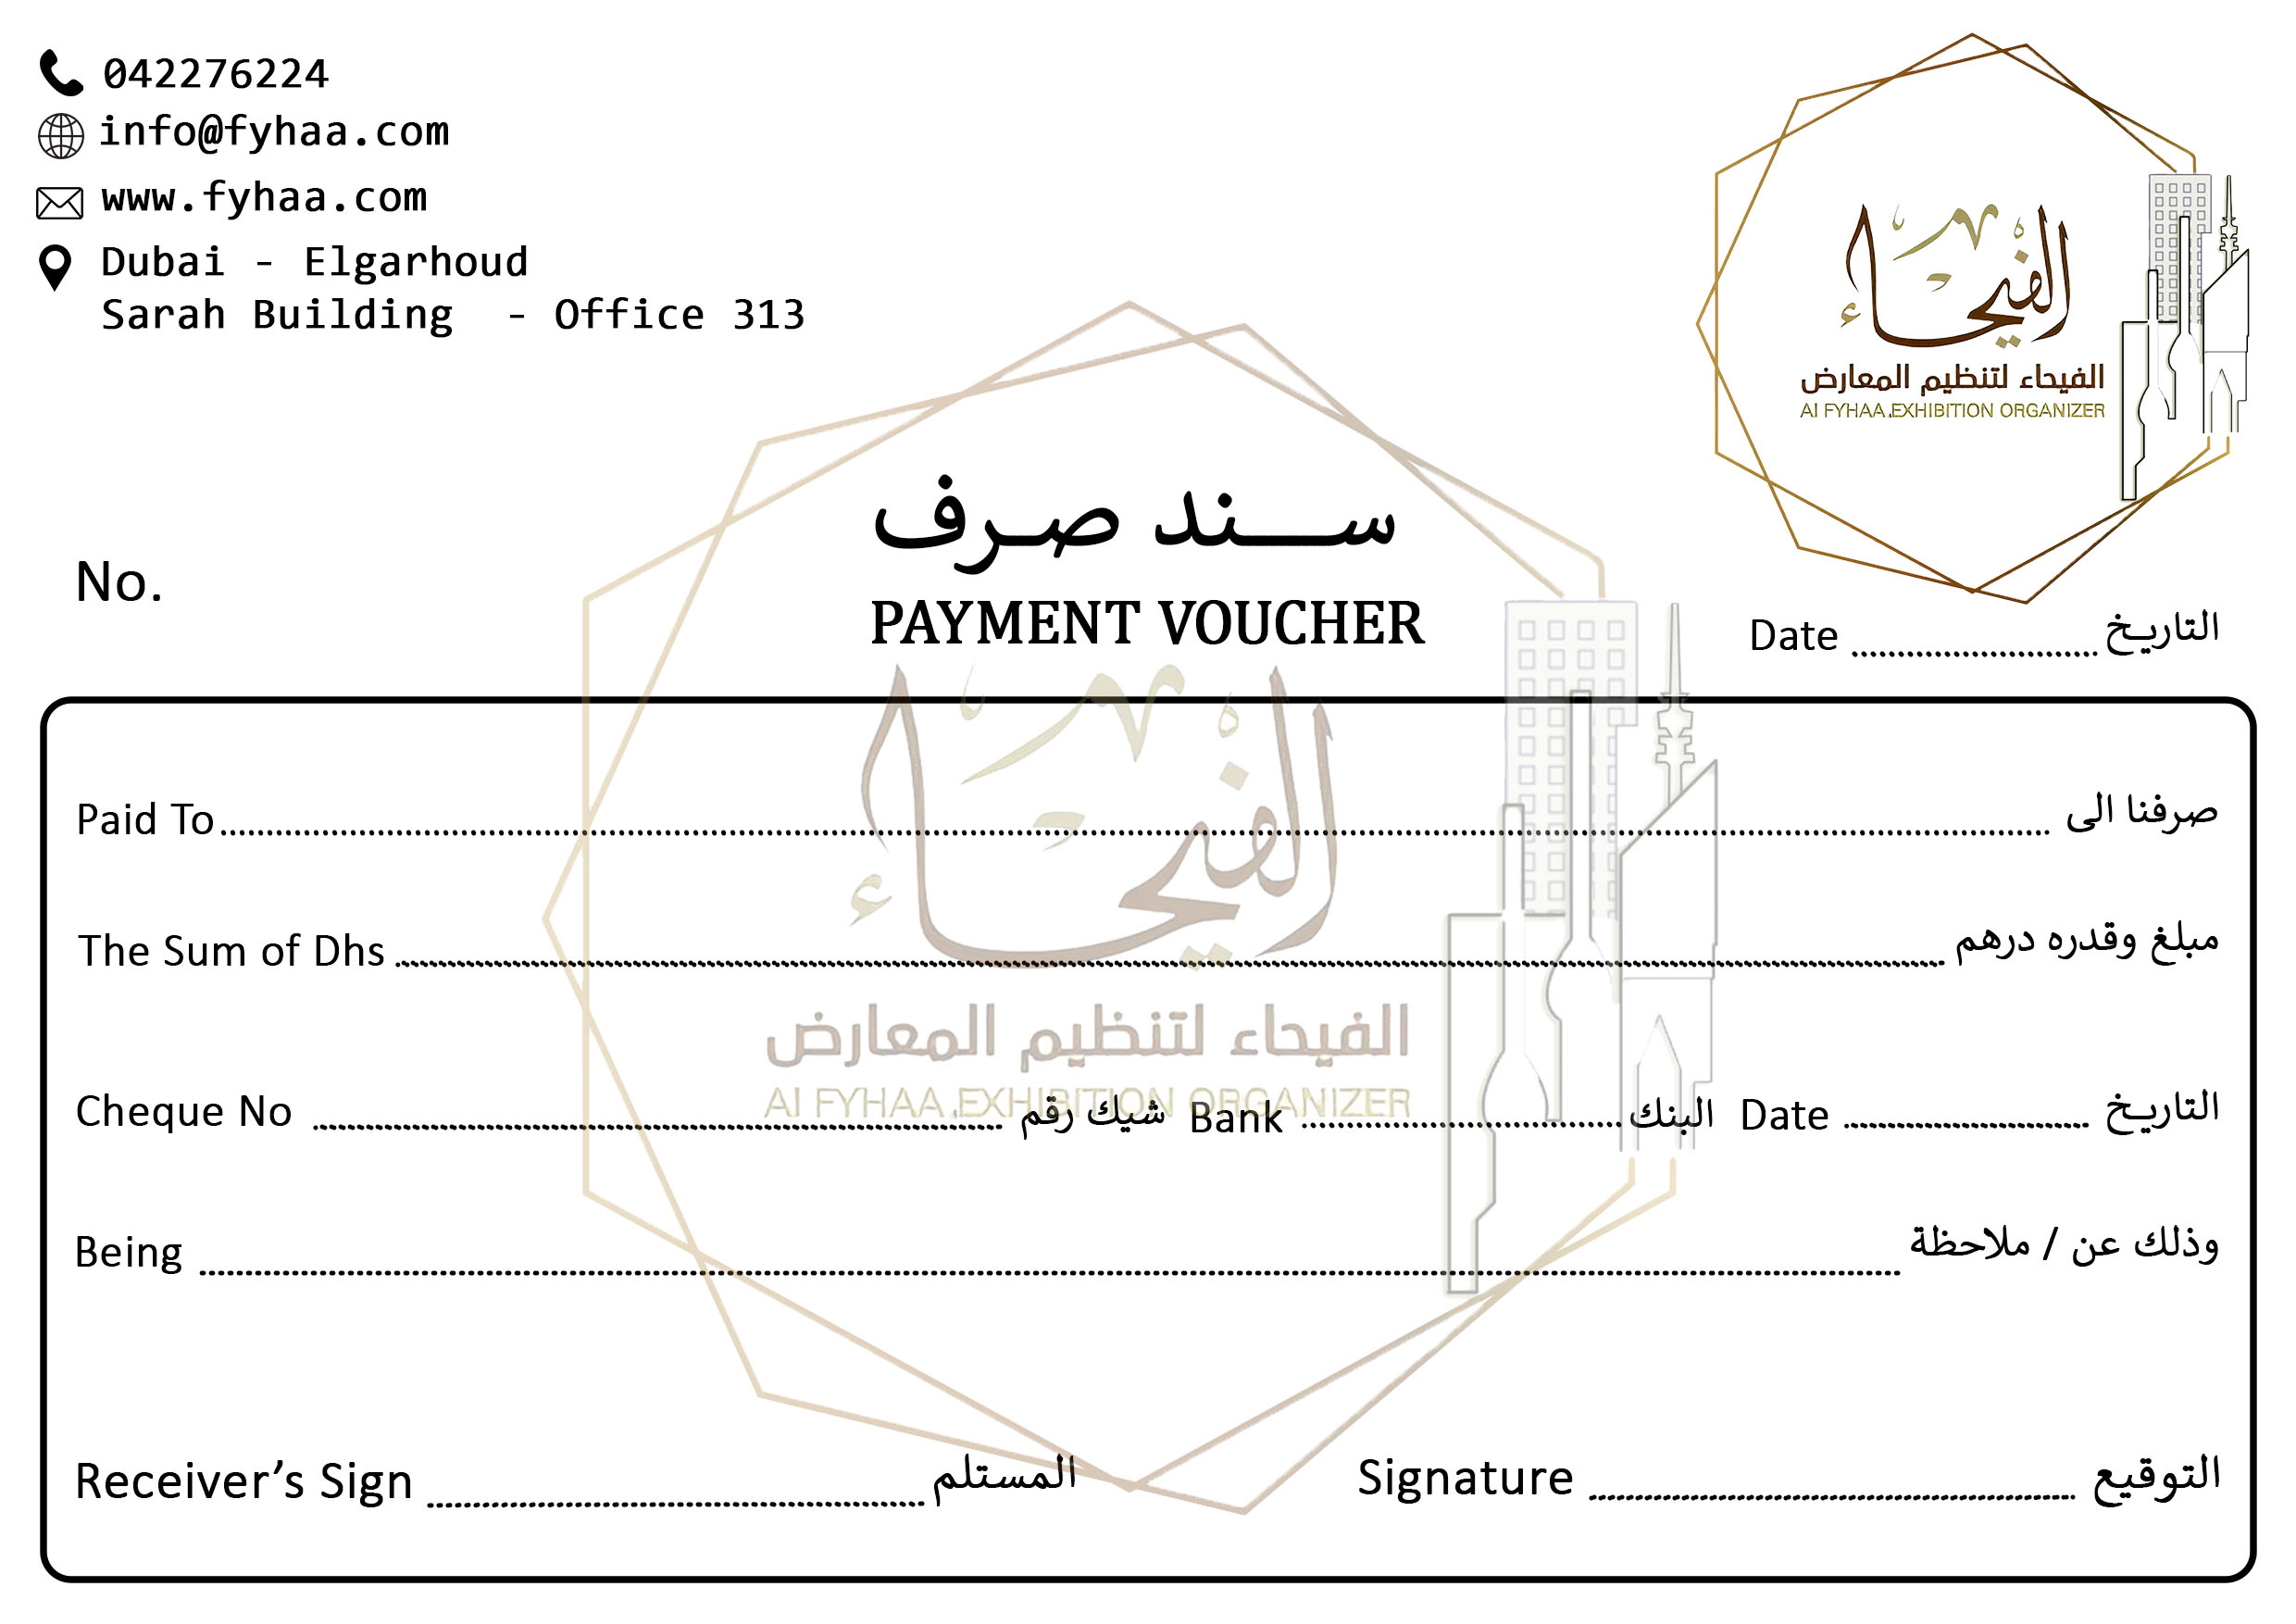 042276224
info@fyhaa.com
www.fyhaa.com
Dubai - Elgarhoud
Sarah Building - Office 313
الفيحاء
الفيحاء لتنظيم المعارض
Al FYHAA.EXHIBITION ORGANIZER
سـند صـرف
PAYMENT VOUCHER
No.
Date ........................ التاريـخ
Paid To ........................ صرفنا الى
الفيحاء
The Sum of Dhs ........................ مبلغ وقدره درهم
الفيحاء لتنظيم المعارض
Al FYHAA.EXHIBITION ORGANIZER
Cheque No ........................ شيك رقم Bank ........................ البنك Date ........................ التاريـخ
Being ........................ وذلك عن / ملاحظة
Receiver’s Sign ........................ المستلم Signature ........................ التوقيع